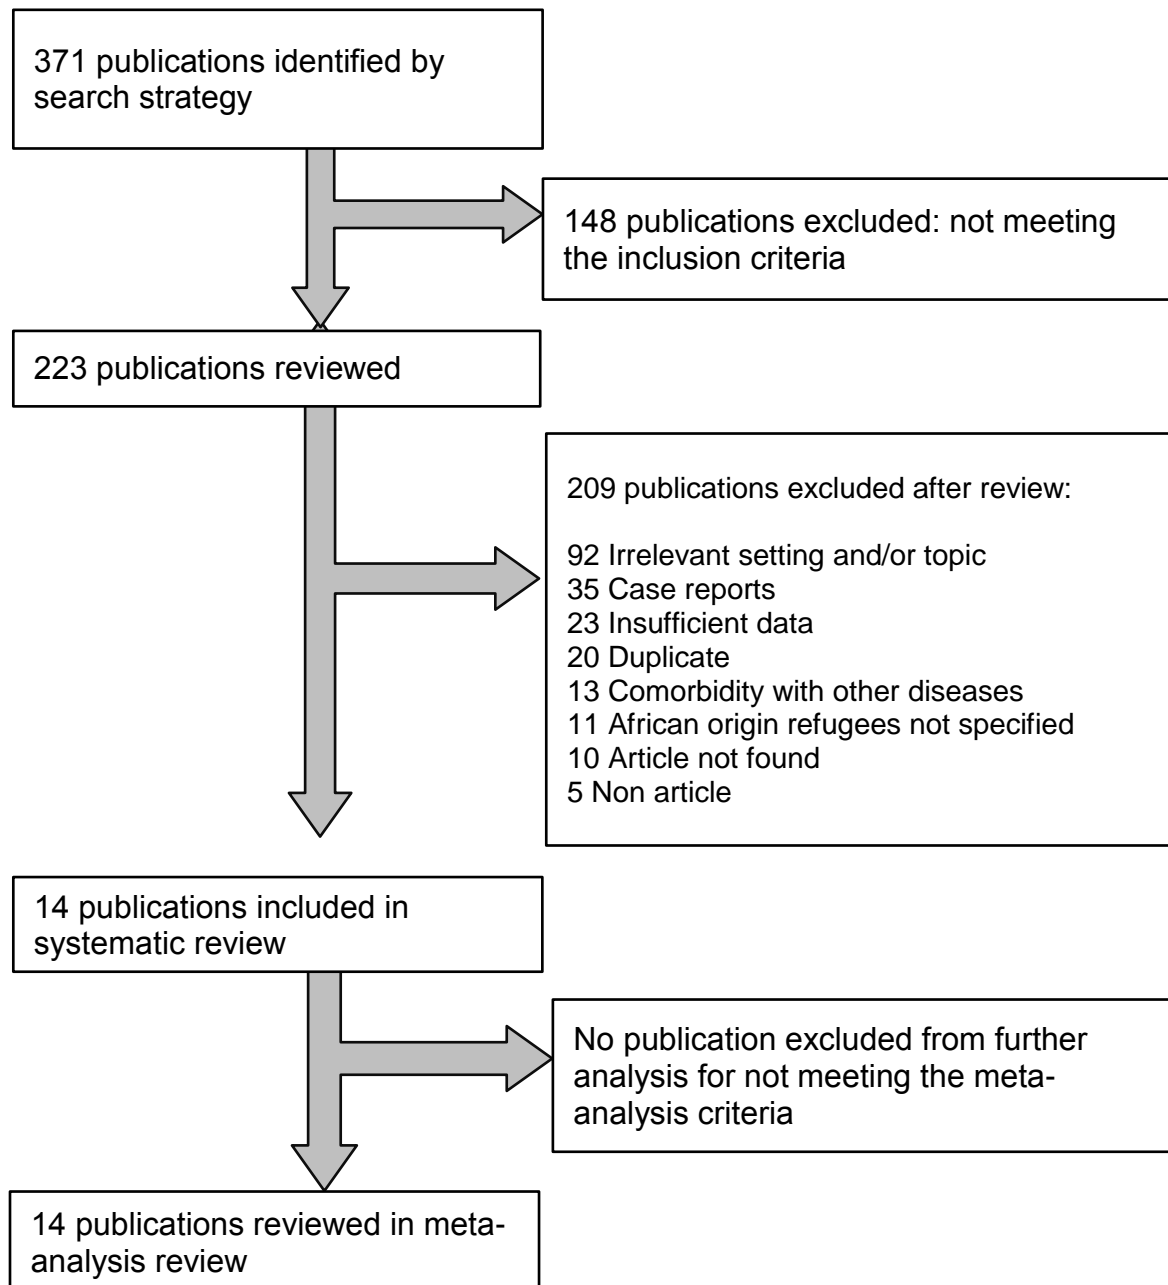 371 publications identified by
search strategy
148 publications excluded: not meeting
the inclusion criteria
223 publications reviewed
209 publications excluded after review:
92 Irrelevant setting and/or topic
35 Case reports
23 Insufficient data
20 Duplicate
13 Comorbidity with other diseases
11 African origin refugees not specified
10 Article not found
5 Non article
14 publications included in
systematic review
No publication excluded from further
analysis for not meeting the meta-
analysis criteria
14 publications reviewed in meta-
analysis review